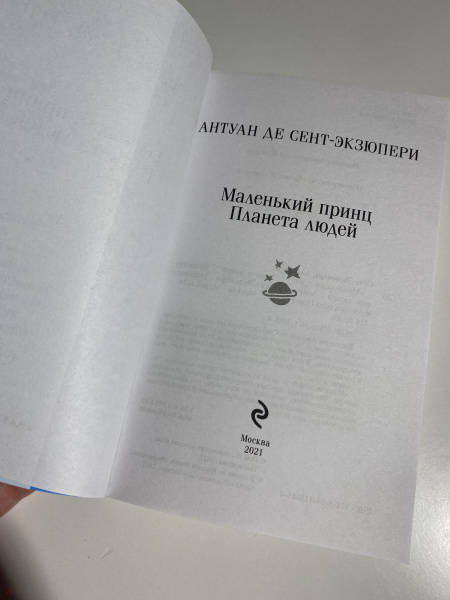 АНТУАН ДЕ СЕНТ-ЭКЗЮПЕРИ
Маленький принц
Планета людей
Москва
2021